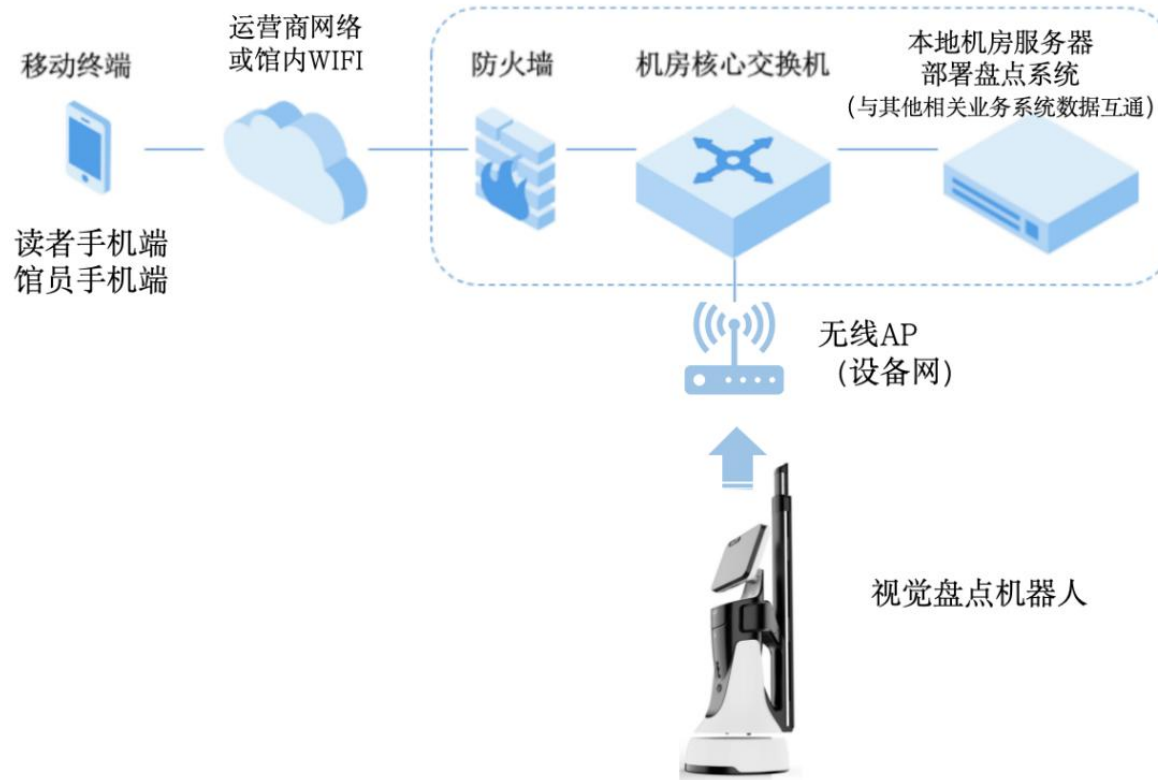 移动终端
运营商网络
或馆内WIFI
防火墙
机房核心交换机
本地机房服务器
部署盘点系统
(与其他相关业务系统数据互通)
读者手机端
馆员手机端
无线AP
(设备网)
视觉盘点机器人